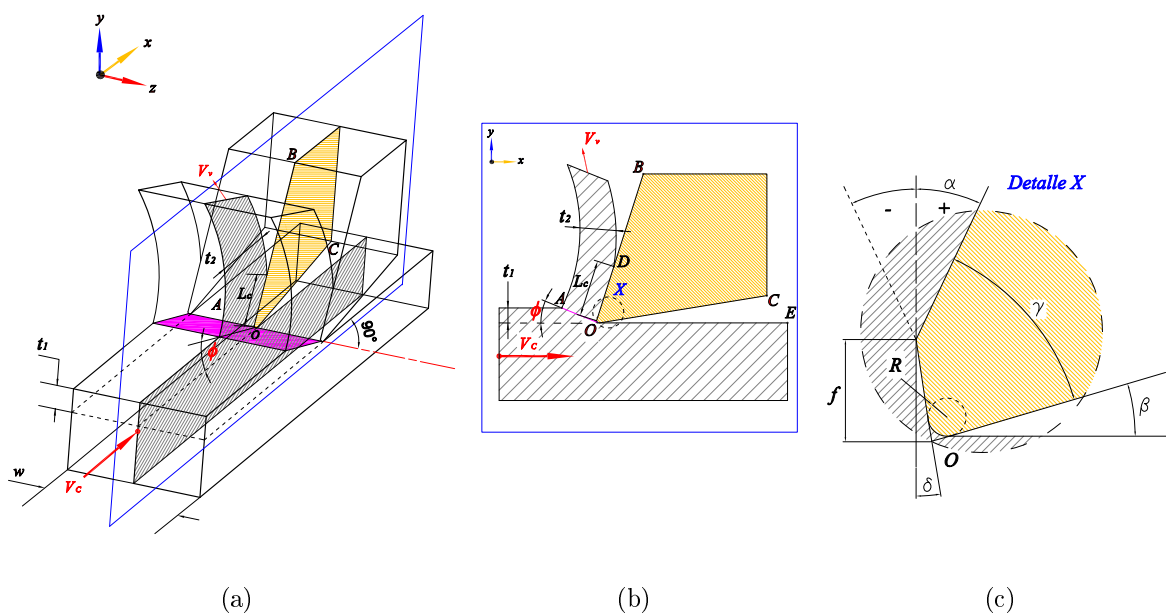 y
x
z
B
V_v
t_2
C
A
L_c
O
ϕ
90°
t_1
w
V_C
(a)
y
x
V_v
B
t_2
D
t_1
L_c
X
A
ϕ
C
O
E
V_C
(b)
α
Detalle X
- +
γ
R
f
β
O
δ
(c)